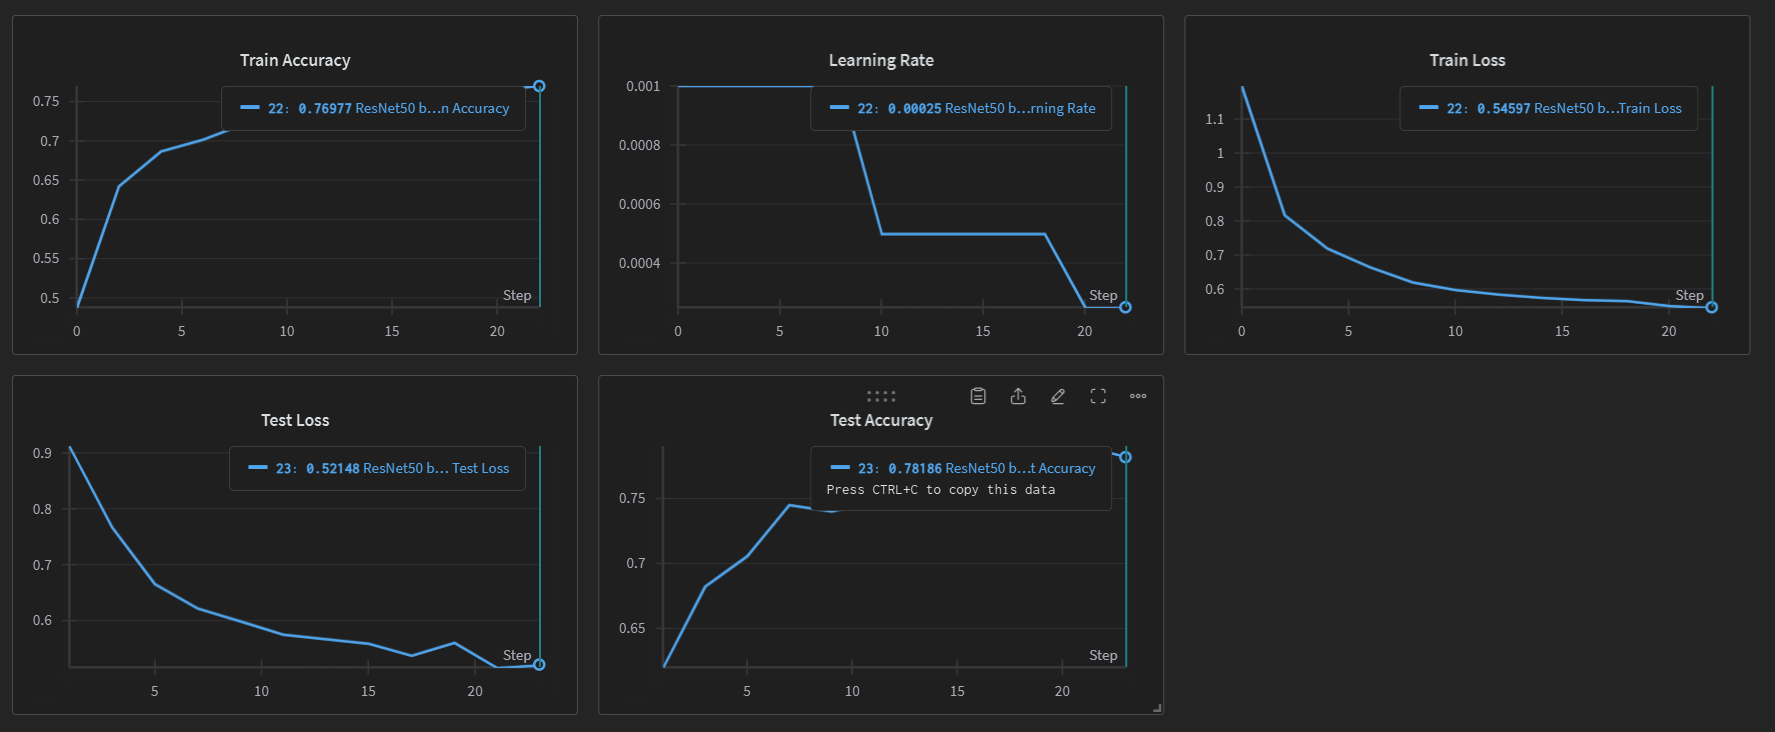 Train Accuracy
22: 0.76977 ResNet50 b...n Accuracy
0.75
0.7
0.65
0.6
0.55
0.5
Step
0 5 10 15 20
Learning Rate
22: 0.00025 ResNet50 b...rning Rate
0.001
0.0008
0.0006
0.0004
Step
0 5 10 15 20
Train Loss
22: 0.54597 ResNet50 b...Train Loss
1.1
1
0.9
0.8
0.7
0.6
Step
0 5 10 15 20
Test Loss
23: 0.52148 ResNet50 b... Test Loss
0.9
0.8
0.7
0.6
Step
5 10 15 20
Test Accuracy
23: 0.78186 ResNet50 b...t Accuracy
Press CTRL+C to copy this data
0.75
0.7
0.65
Step
5 10 15 20